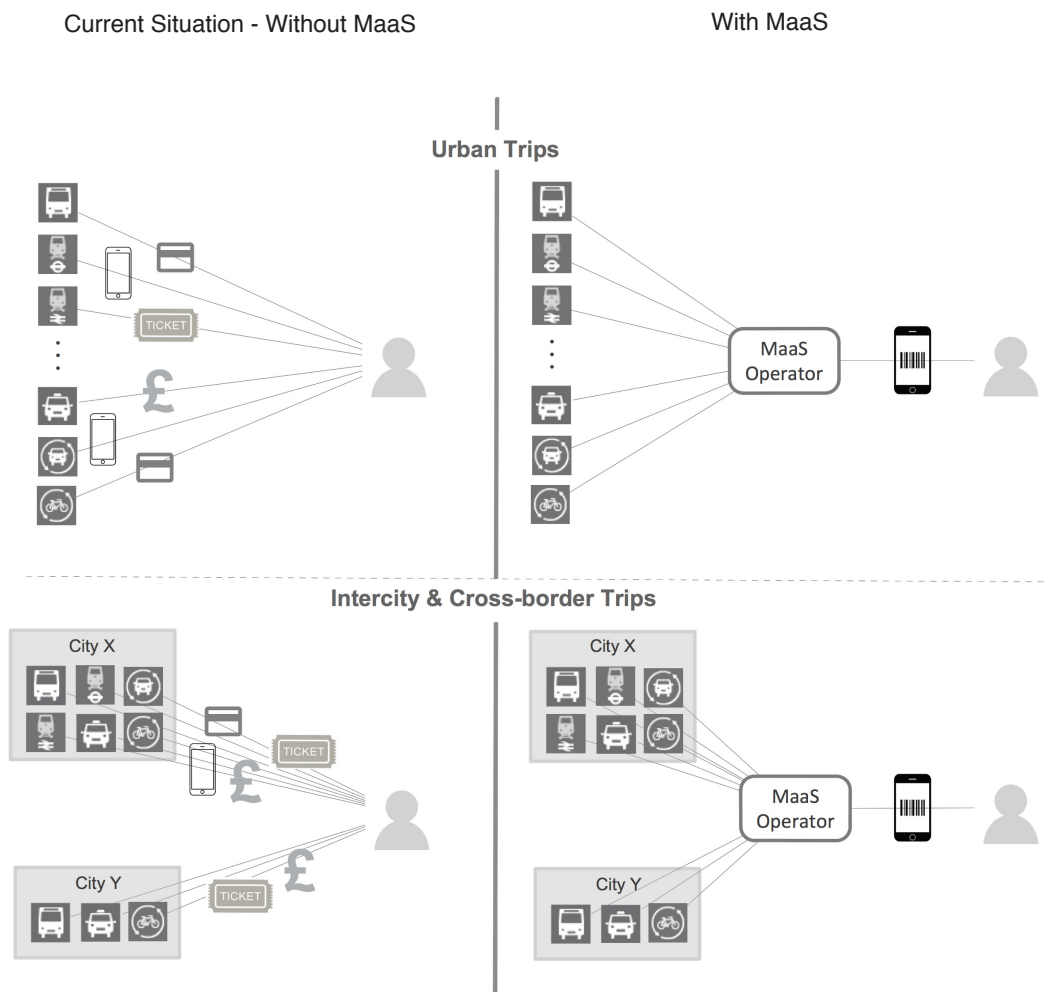 Current Situation - Without MaaS
With MaaS
Urban Trips
TICKET
£
MaaS
Operator
£
Intercity & Cross-border Trips
City X
TICKET
£
City Y
TICKET
£
City X
MaaS
Operator
City Y